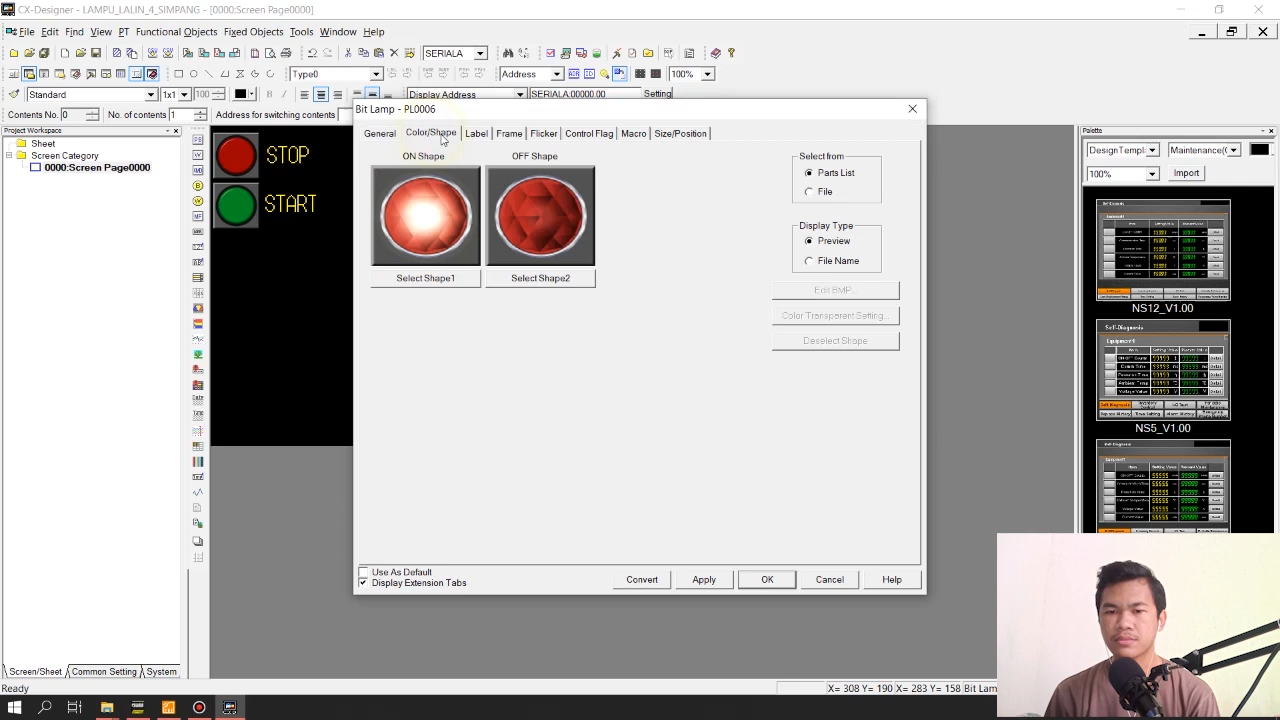 CX-Designer - LAMPU_LALIN_4_SIMPANG - [0000:Screen Page0000]
File Edit Find View PT Functional Objects Fixed Objects Tools Window Help
SERIALA
Type0 Address 100%
Standard 1x1 100 B I Display Address SERIALA:00000.00 Setting
Contents No. 0 No. of contents 1 Address for switching contents
Project Workspace
Sheet
Screen Category
0000:Screen Page0000
Screen/Sheet Common Setting System
STOP
START
Bit Lamp - PL0006
General Color/Shape Label Frame Flicker Control Flag Macro Size/Position
ON Shape OFF Shape
Select Shape1 Select Shape2
Select from
Parts List
File
Display Type
Preview
File Name
Edit BMP...
Color Transparent Setting...
Deselect Shape
Use As Default
Display Extension Tabs
Convert Apply OK Cancel Help
Palette
DesignTempl Maintenance(
100% Import
Self-Diagnosis
NS12_V1.00
Self-Diagnosis
NS5_V1.00
Self-Diagnosis
Ready X= 308 Y= 190 X= 283 Y= 158 Bit Lam